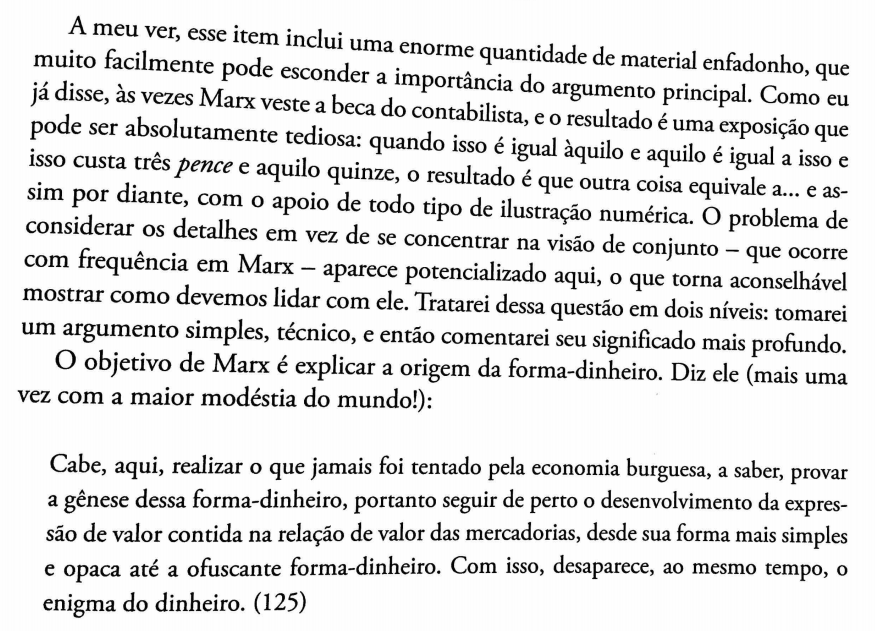 A meu ver, esse item inclui uma enorme quantidade de material enfadonho, que
muito facilmente pode esconder a importância do argumento principal. Como eu
já disse, às vezes Marx veste a beca do contabilista, e o resultado é uma exposição que
pode ser absolutamente tediosa: quando isso é igual àquilo e aquilo é igual a isso e
isso custa três pence e aquilo quinze, o resultado é que outra coisa equivale a... e as-
sim por diante, com o apoio de todo tipo de ilustração numérica. O problema de
considerar os detalhes em vez de se concentrar na visão de conjunto – que ocorre
com frequência em Marx – aparece potencializado aqui, o que torna aconselhável
mostrar como devemos lidar com ele. Tratarei dessa questão em dois níveis: tomarei
um argumento simples, técnico, e então comentarei seu significado mais profundo.
O objetivo de Marx é explicar a origem da forma-dinheiro. Diz ele (mais uma
vez com a maior modéstia do mundo!):
Cabe, aqui, realizar o que jamais foi tentado pela economia burguesa, a saber, provar
a gênese dessa forma-dinheiro, portanto seguir de perto o desenvolvimento da expres-
são de valor contida na relação de valor das mercadorias, desde sua forma mais simples
e opaca até a ofuscante forma-dinheiro. Com isso, desaparece, ao mesmo tempo, o
enigma do dinheiro. (125)